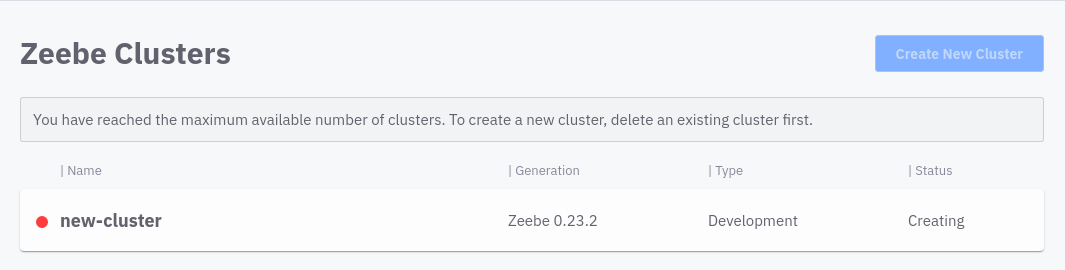 Zeebe Clusters
Create New Cluster
You have reached the maximum available number of clusters. To create a new cluster, delete an existing cluster first.
| Name | Generation | Type | Status
new-cluster Zeebe 0.23.2 Development Creating